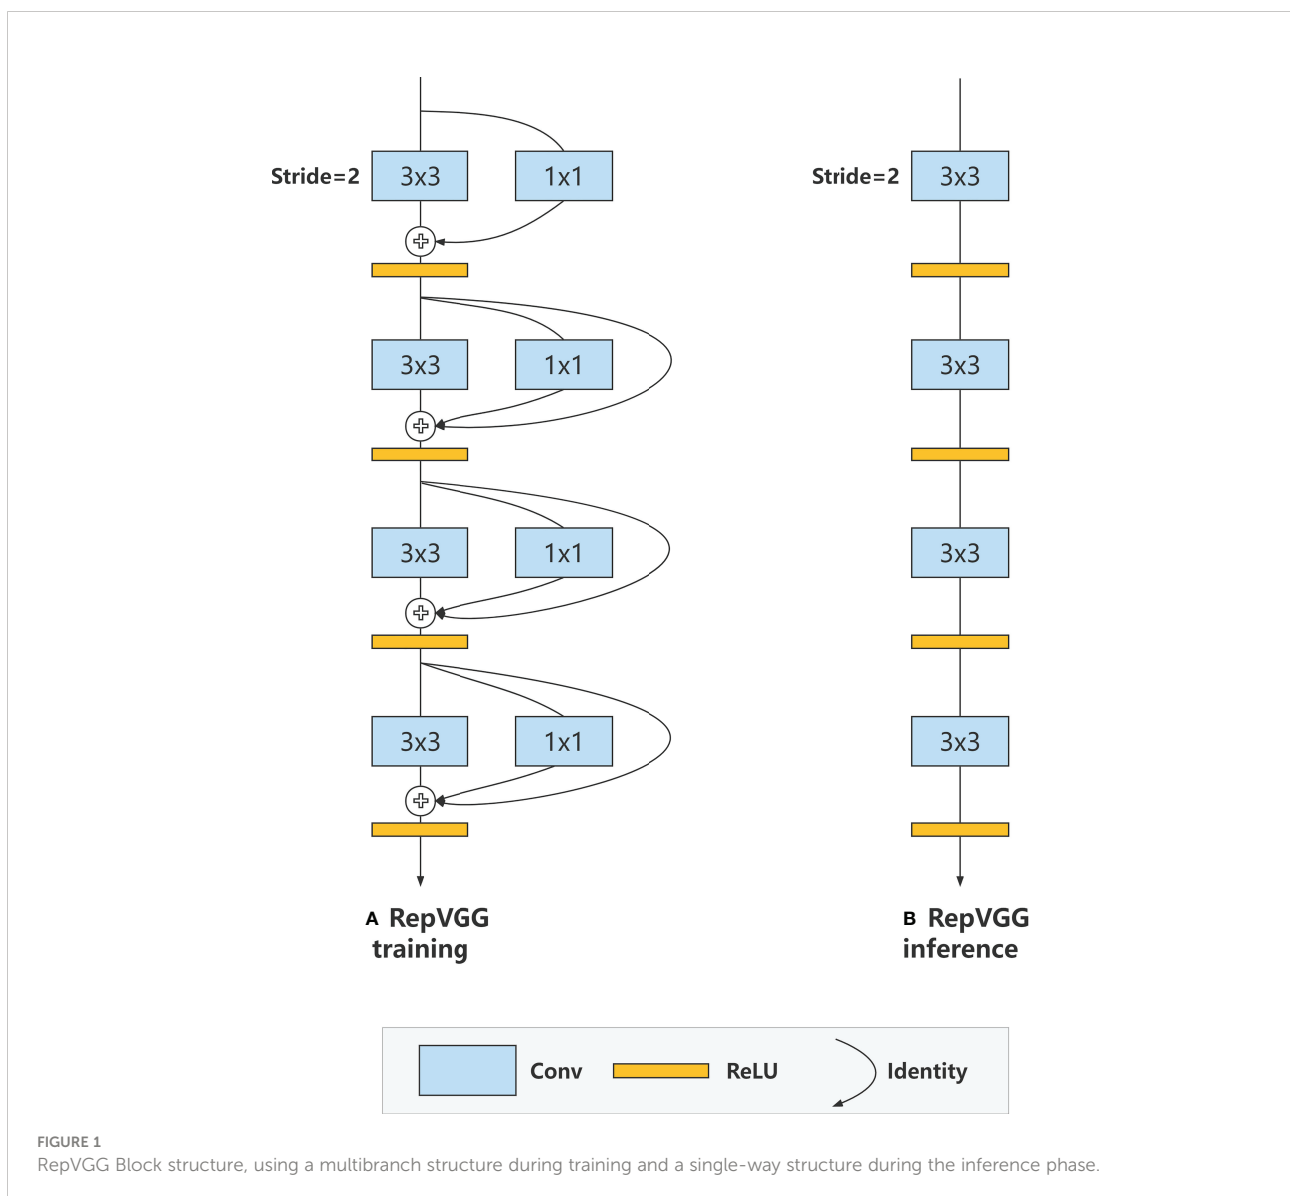 Stride=2
3x3
1x1
3x3
1x1
3x3
1x1
3x3
1x1
A RepVGG
training
Stride=2
3x3
3x3
3x3
3x3
B RepVGG
inference
Conv
ReLU
Identity
FIGURE 1
RepVGG Block structure, using a multibranch structure during training and a single-way structure during the inference phase.